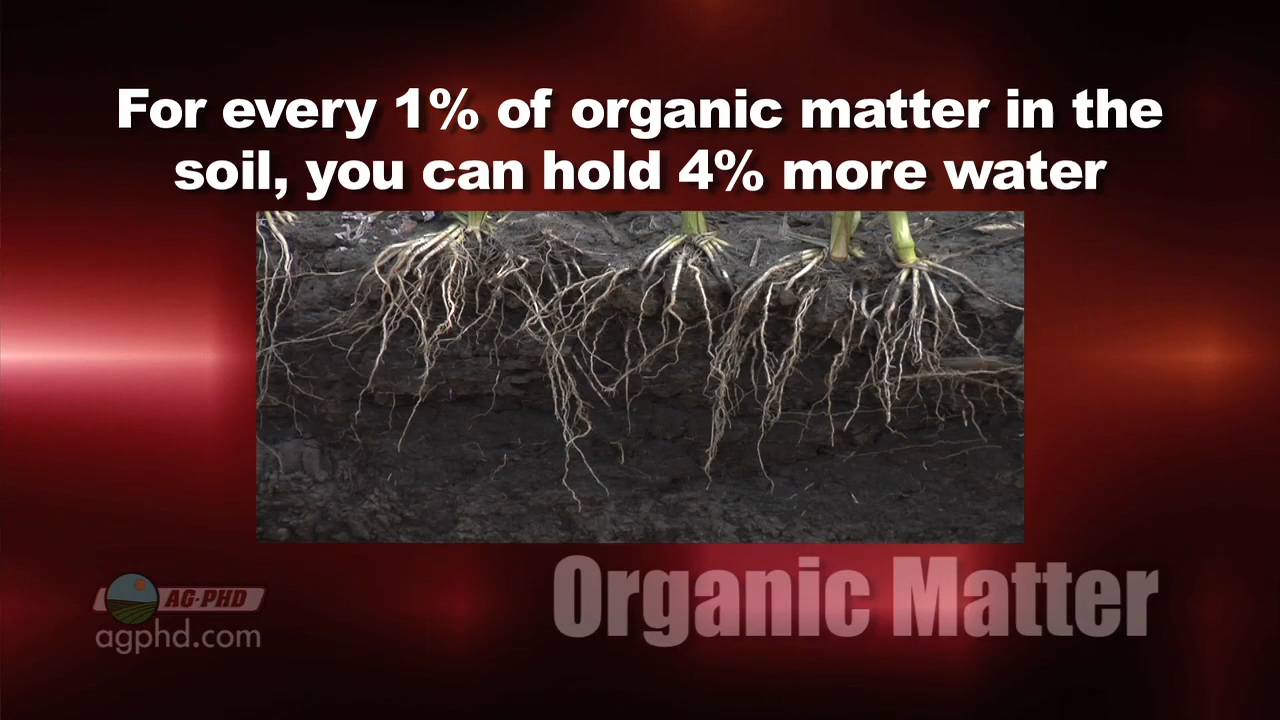 For every 1% of organic matter in the
soil, you can hold 4% more water
Organic Matter
AG-PHD
agphd.com